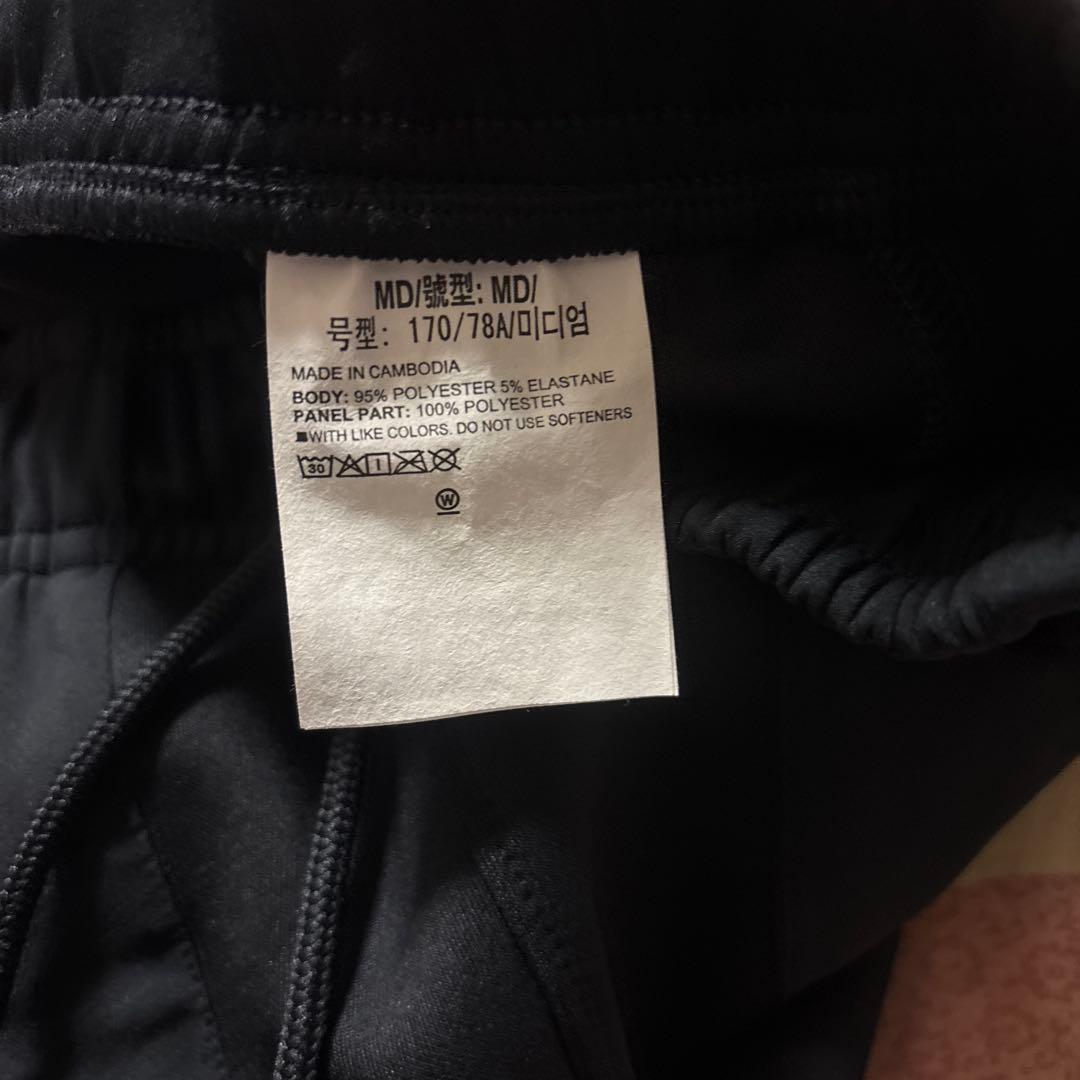 MD/號型: MD/
号型: 170/78A/미디엄
MADE IN CAMBODIA
BODY: 95% POLYESTER 5% ELASTANE
PANEL PART: 100% POLYESTER
WITH LIKE COLORS. DO NOT USE SOFTENERS
30
W